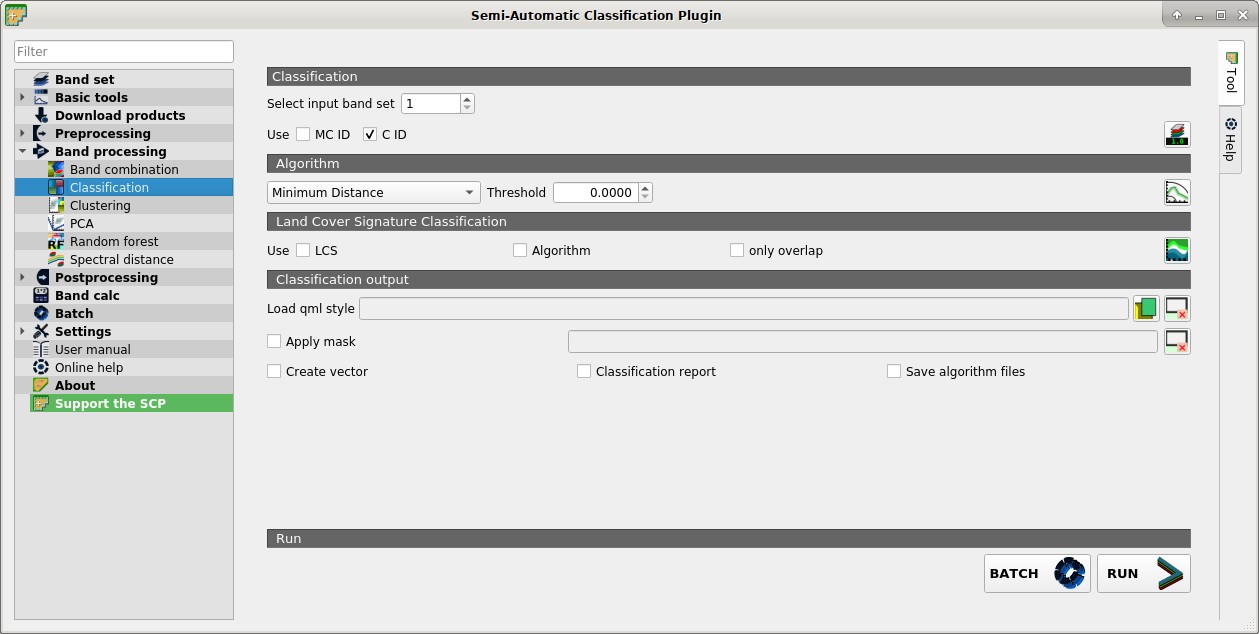 Semi-Automatic Classification Plugin
Filter
Band set
Basic tools
Download products
Preprocessing
Band processing
Band combination
Classification
Clustering
PCA
Random forest
Spectral distance
Postprocessing
Band calc
Batch
Settings
User manual
Online help
About
Support the SCP
Classification
Select input band set 1
Use MC ID C ID
Algorithm
Minimum Distance Threshold 0.0000
Land Cover Signature Classification
Use LCS Algorithm only overlap
Classification output
Load qml style
Apply mask
Create vector Classification report Save algorithm files
Run
BATCH RUN
Tool
Help
RF
1.0